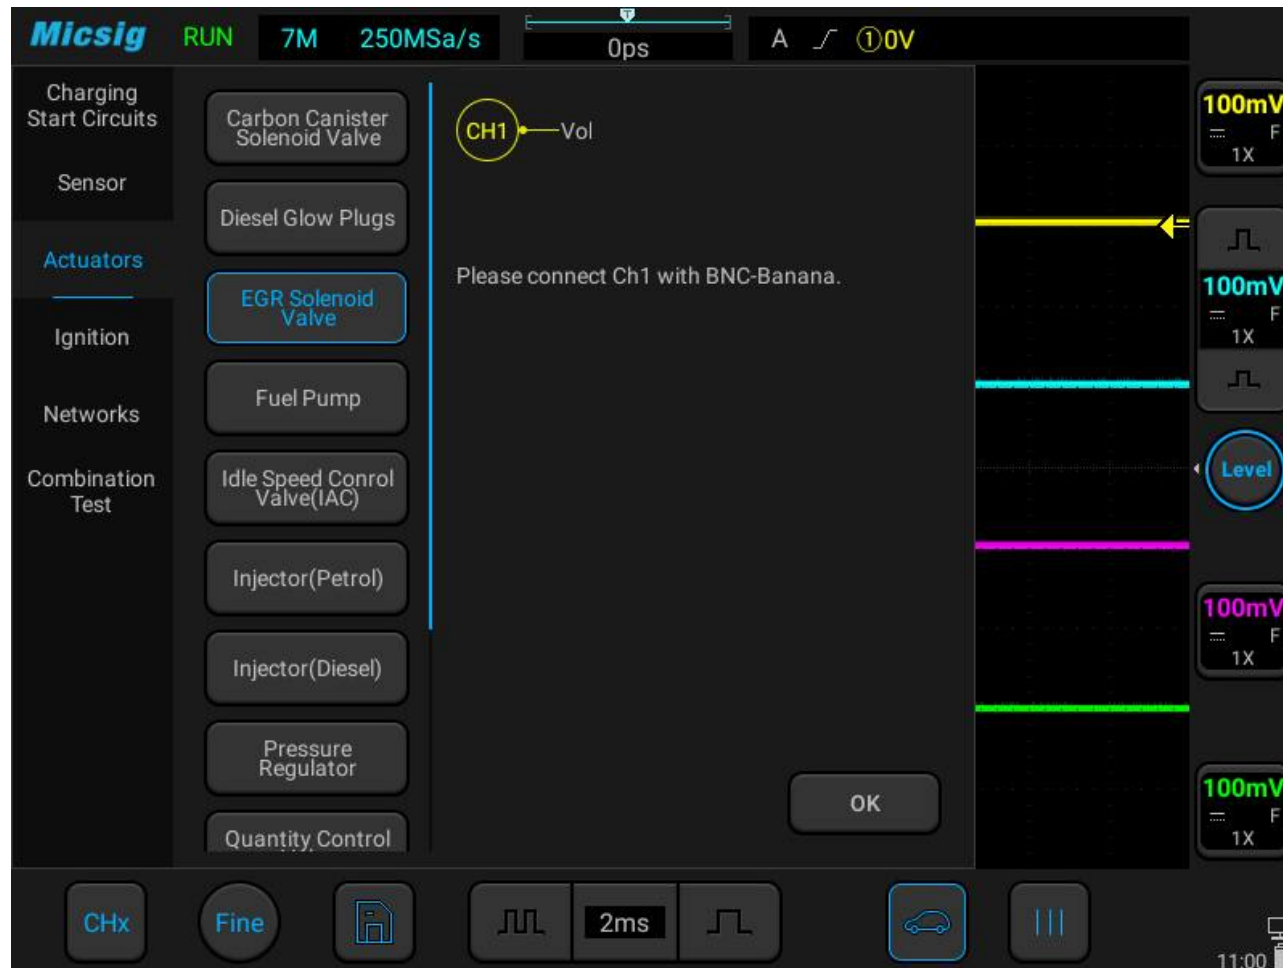 Micsig RUN 7M 250MSa/s T 0ps A ①0V
Charging
Start Circuits
Sensor
Actuators
Ignition
Networks
Combination
Test
Carbon Canister
Solenoid Valve
Diesel Glow Plugs
EGR Solenoid
Valve
Fuel Pump
Idle Speed Conrol
Valve(IAC)
Injector(Petrol)
Injector(Diesel)
Pressure
Regulator
Quantity Control
CH1 Vol
Please connect Ch1 with BNC-Banana.
OK
100mV
F
1X
100mV
F
1X
Level
100mV
F
1X
100mV
F
1X
CHx
Fine
2ms
11:00